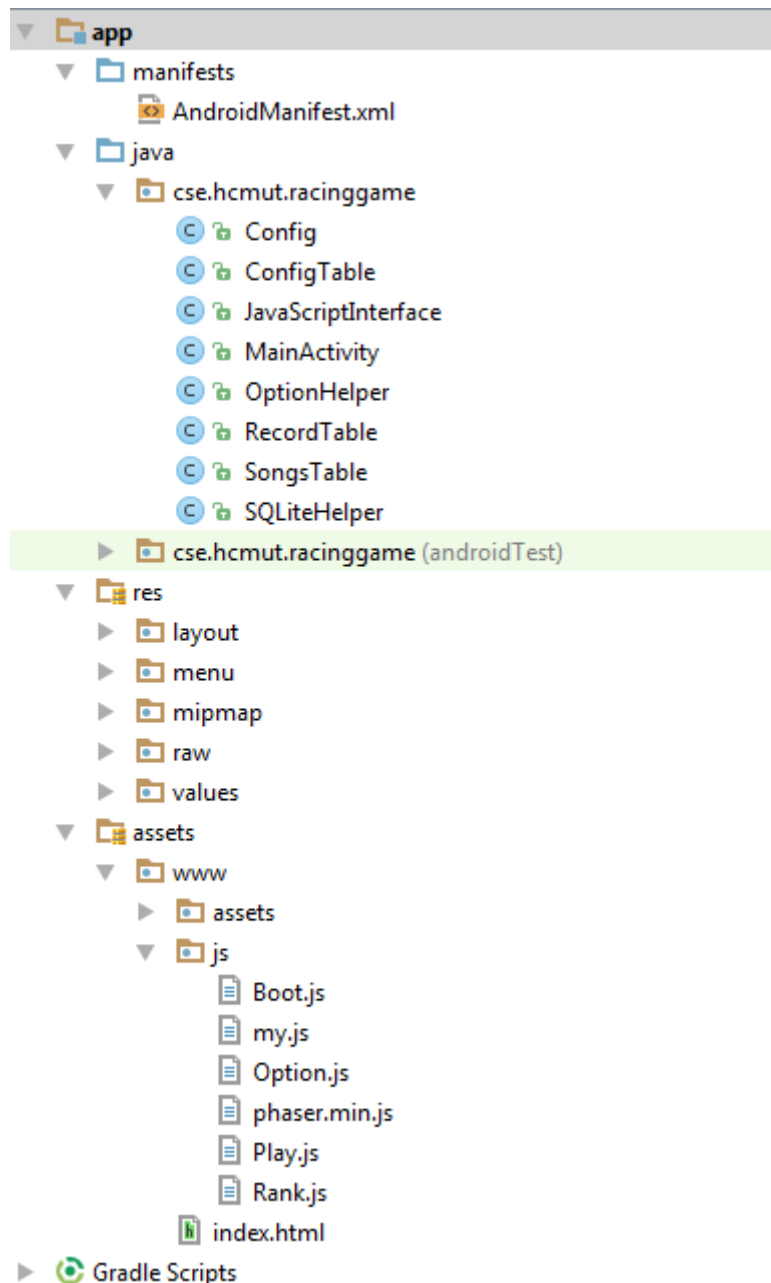 app
manifests
AndroidManifest.xml
java
cse.hcmut.racinggame
C Config
C ConfigTable
C JavaScriptInterface
C MainActivity
C OptionHelper
C RecordTable
C SongsTable
C SQLiteHelper
cse.hcmut.racinggame (androidTest)
res
layout
menu
mipmap
raw
values
assets
www
assets
js
Boot.js
my.js
Option.js
phaser.min.js
Play.js
Rank.js
h index.html
Gradle Scripts